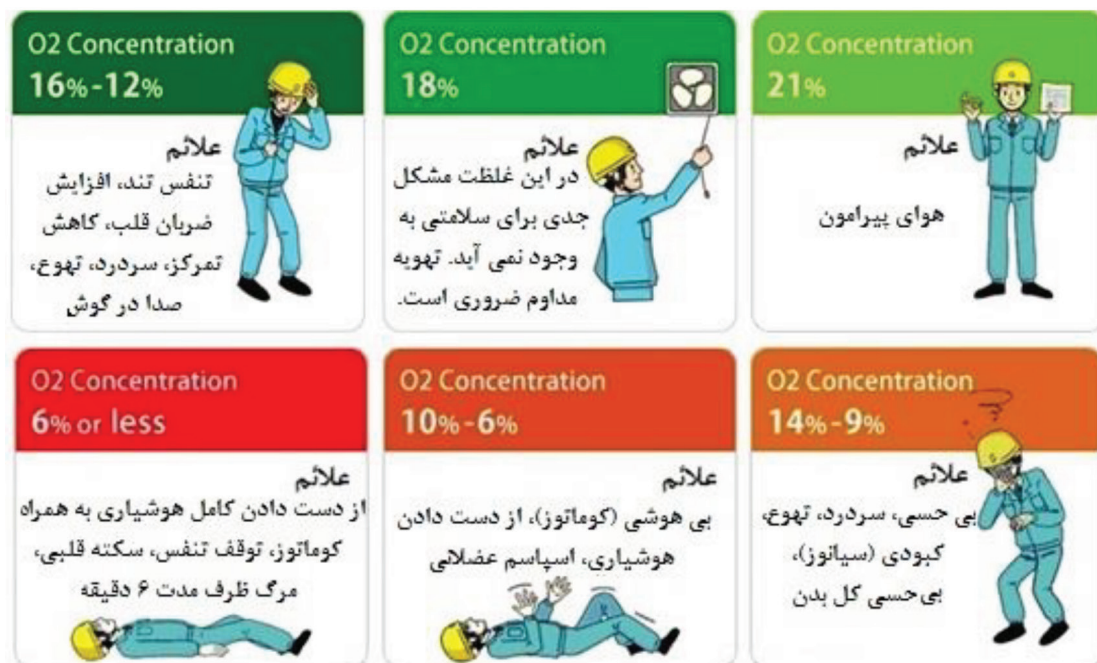 O2 Concentration
21%
علائم
هوای پیرامون
O2 Concentration
18%
علائم
در این غلظت مشکل
جدی برای سلامتی به
وجود نمی آید. تهویه
مداوم ضروری است.
O2 Concentration
16%-12%
علائم
تنفس تند، افزایش
ضربان قلب، کاهش
تمرکز، سردرد، تهوع،
صدا در گوش
O2 Concentration
14%-9%
علائم
بی حسی، سردرد، تهوع،
کبودی (سیانوز)،
بی‌حسی کل بدن
O2 Concentration
10%-6%
علائم
بی هوشی (کوماتوز)، از دست دادن
هوشیاری، اسپاسم عضلانی
O2 Concentration
6% or less
علائم
از دست دادن کامل هوشیاری به همراه
کوماتوز، توقف تنفس، سکته قلبی،
مرگ ظرف مدت ۶ دقیقه